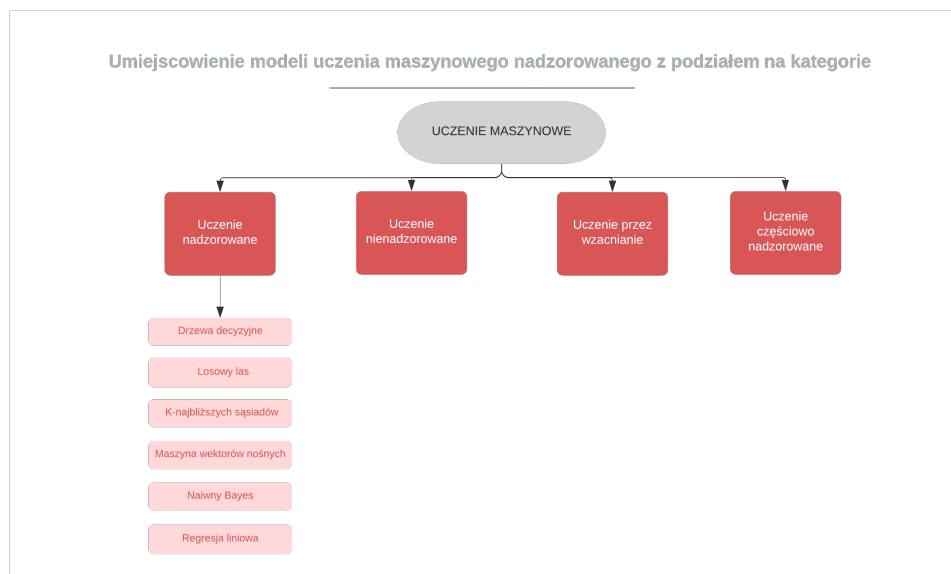 Umiejscowienie modeli uczenia maszynowego nadzorowanego z podziałem na kategorie
UCZENIE MASZYNOWE
Uczenie
nadzorowane
Uczenie
nienadzorowane
Uczenie przez
wzacnianie
Uczenie
częściowo
nadzorowane
Drzewa decyzyjne
Losowy las
K-najbliższych sąsiadów
Maszyna wektorów nośnych
Naiwny Bayes
Regresja liniowa